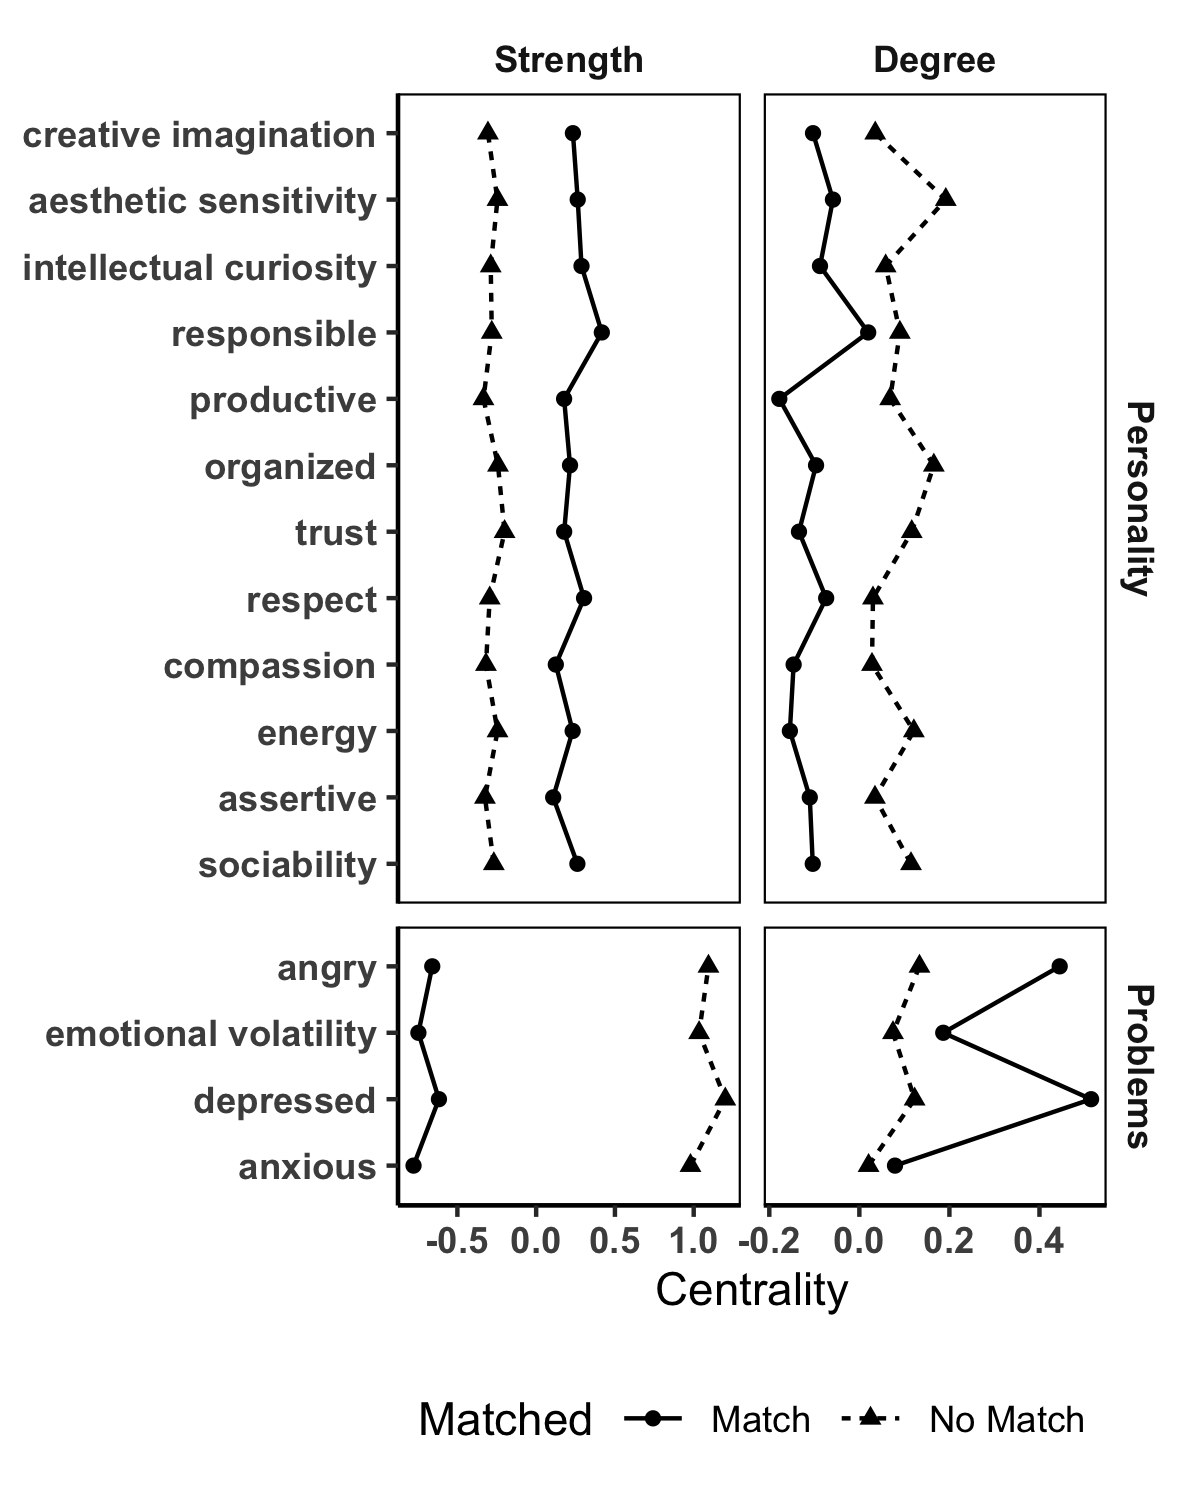 Strength Degree
creative imagination
aesthetic sensitivity
intellectual curiosity
responsible
productive
organized
trust
respect
compassion
energy
assertive
sociability
Personality
angry
emotional volatility
depressed
anxious
Problems
-0.5 0.0 0.5 1.0 -0.2 0.0 0.2 0.4
Centrality
Matched Match No Match